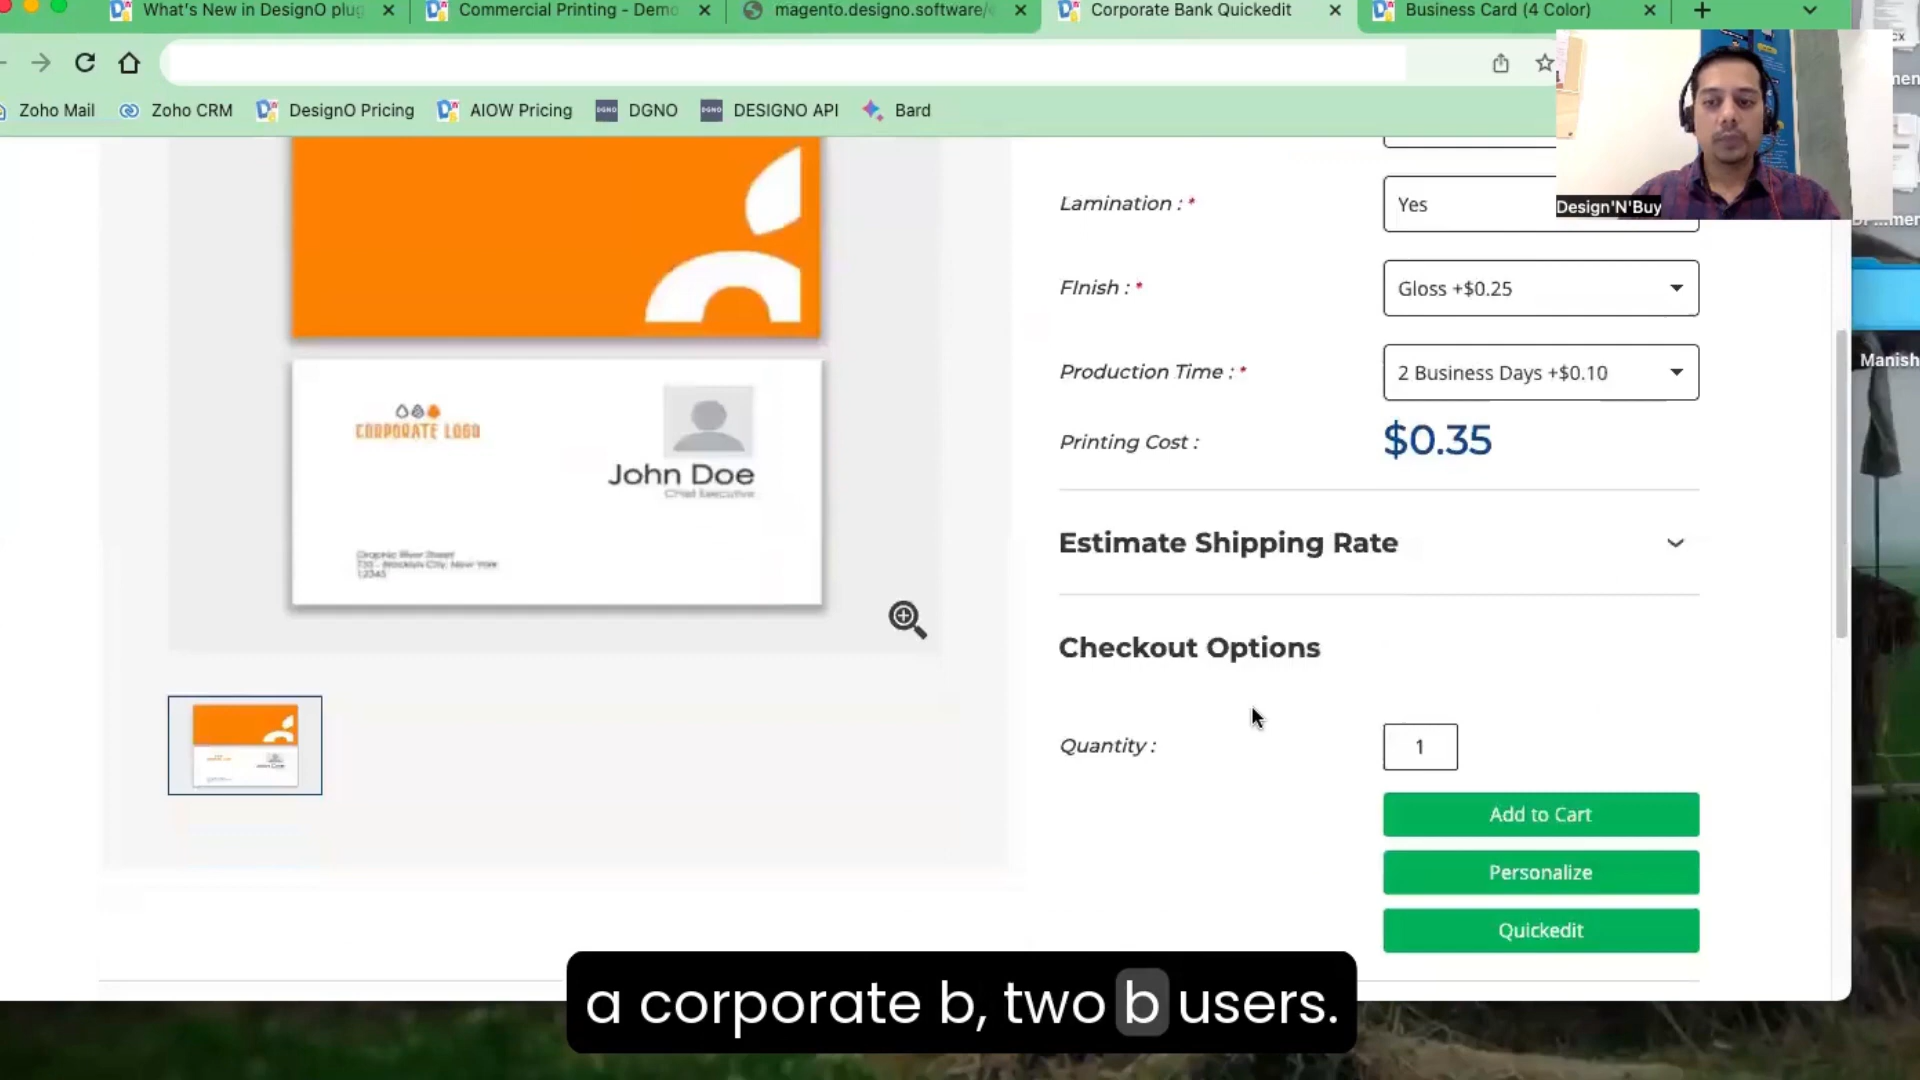 What's New in DesignO plug
Commercial Printing - Demo
magento.designo.software/
Corporate Bank Quickedit
Business Card (4 Color)
Zoho Mail
Zoho CRM
DesignO Pricing
AIOW Pricing
DGNO
DESIGNO API
Bard
Design'N'Buy
Manish
Lamination : *
Yes
FInish : *
Gloss +$0.25
Production Time : *
2 Business Days +$0.10
Printing Cost :
$0.35
CORPORATE LOGO
John Doe
Chief Executive
12345
Estimate Shipping Rate
Checkout Options
Quantity :
1
Add to Cart
Personalize
Quickedit
a corporate b, two b users.